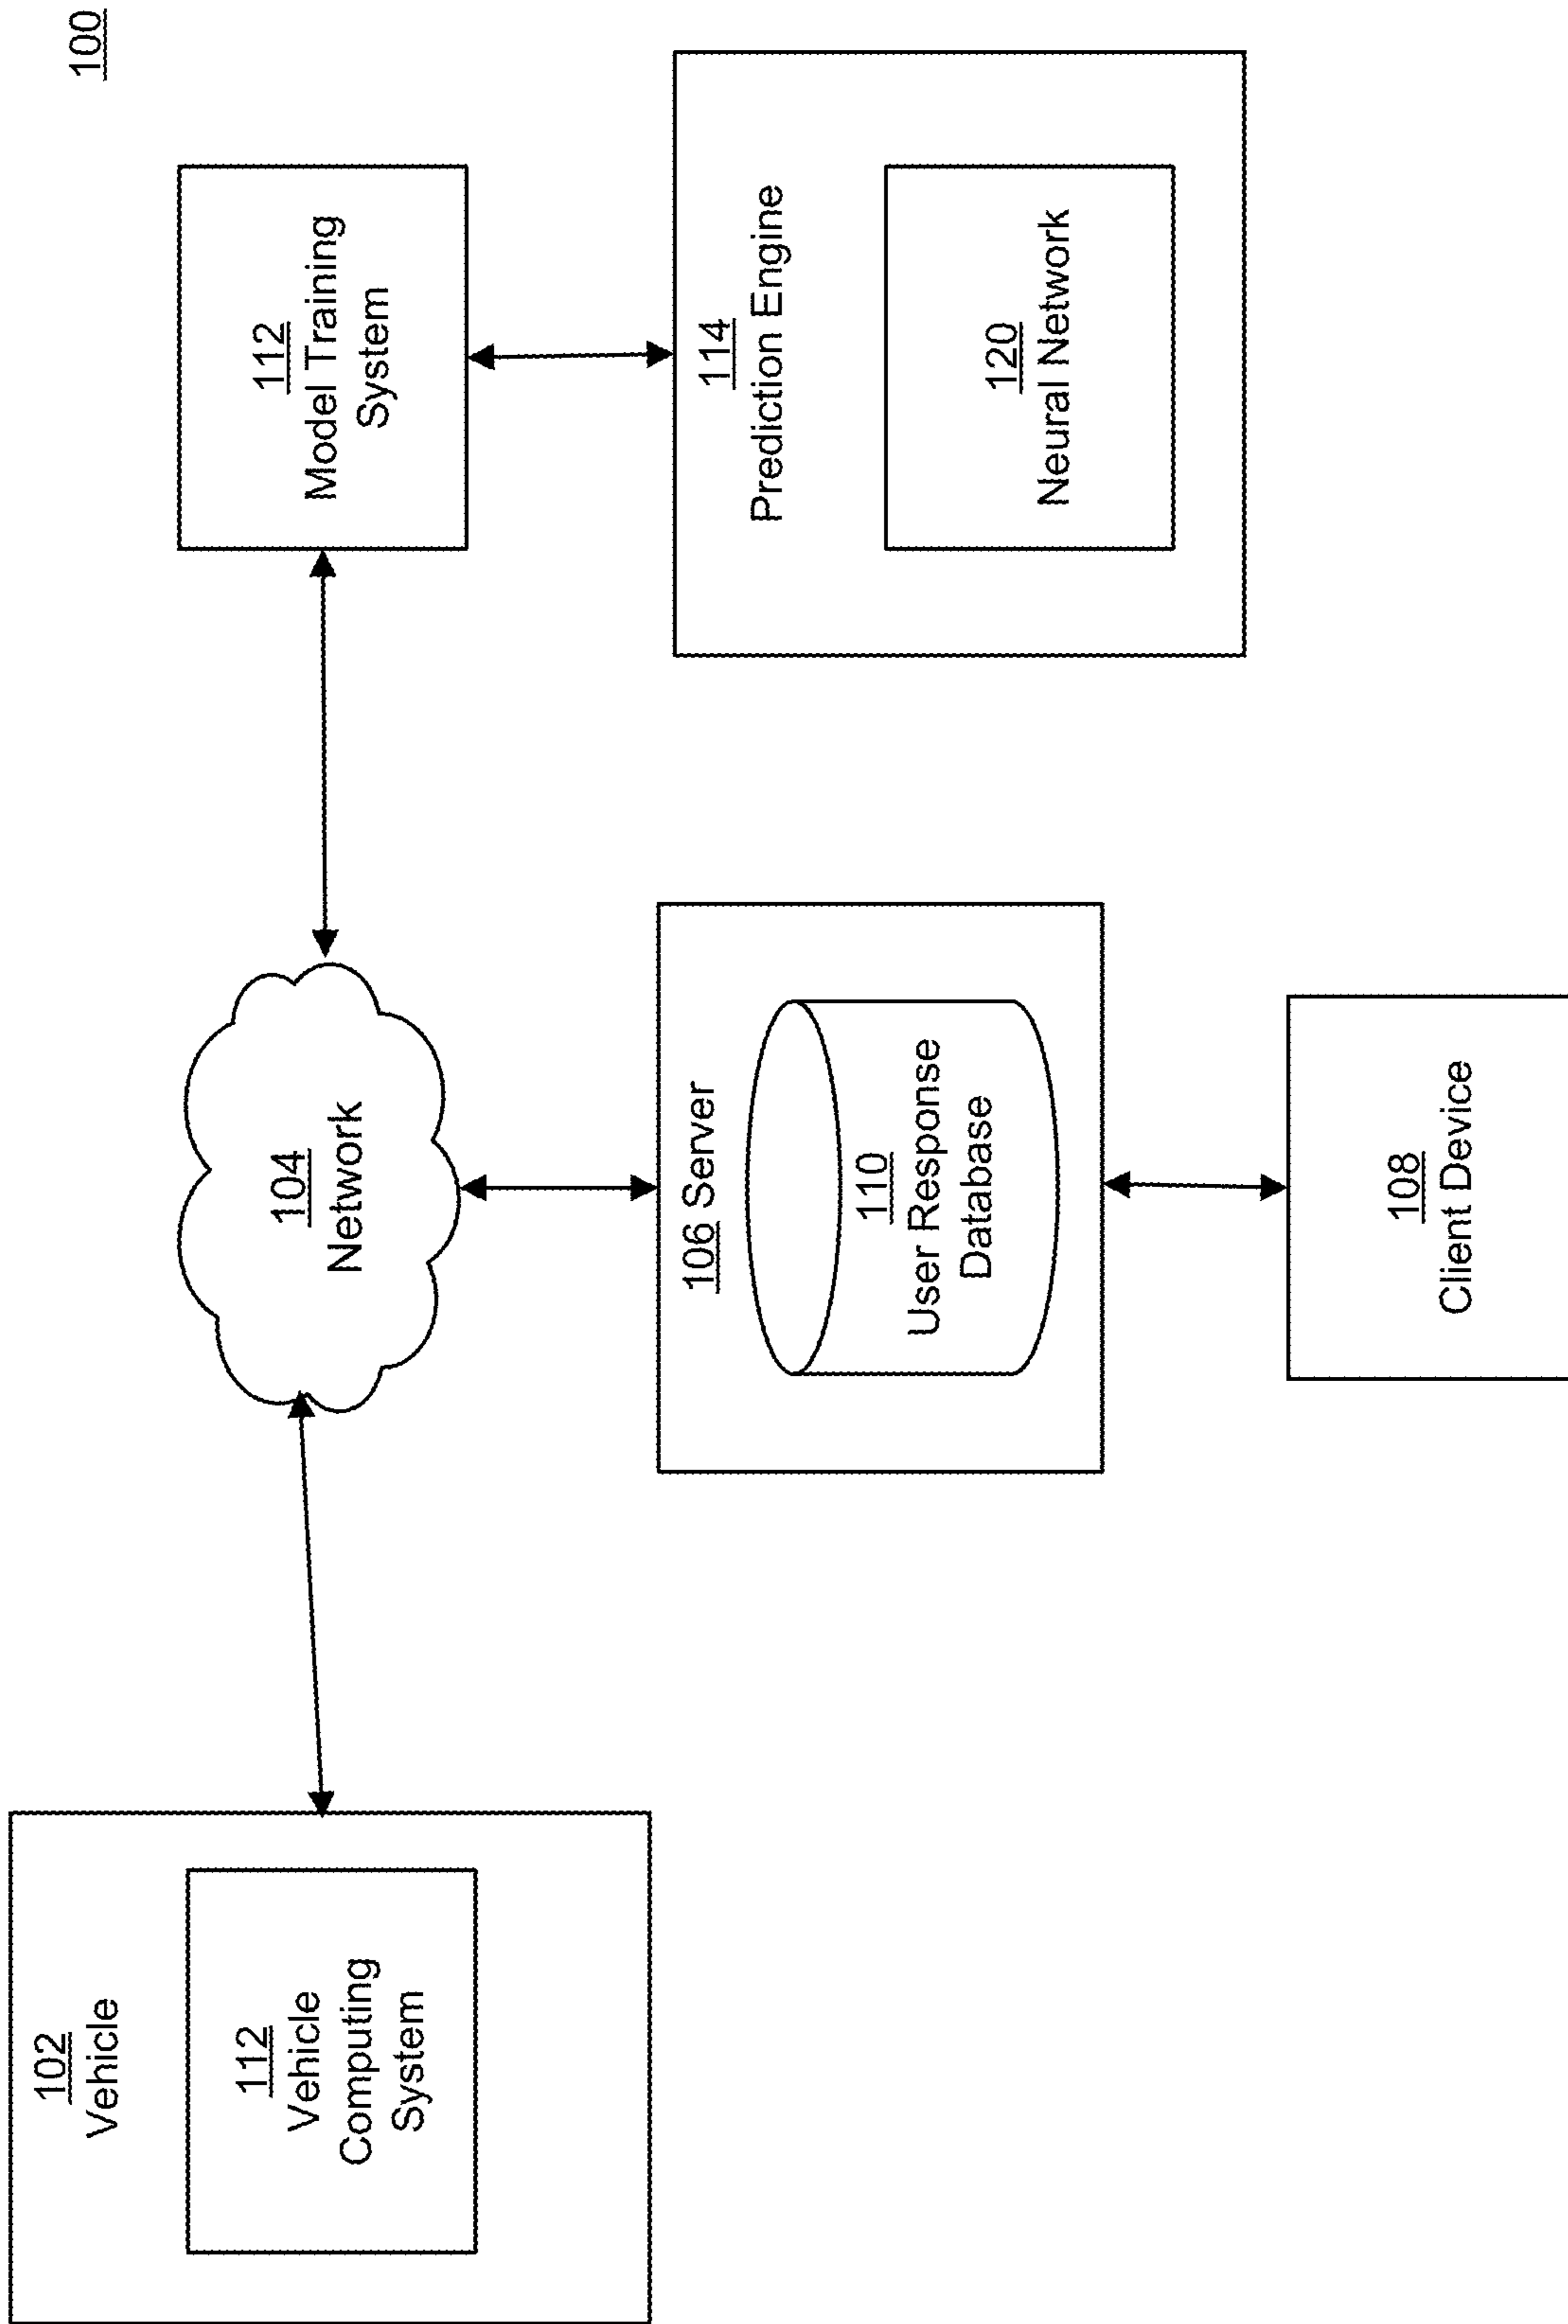 100
102
Vehicle
112
Vehicle
Computing
System
104
Network
112
Model Training
System
106 Server
110
User Response
Database
114
Prediction Engine
120
Neural Network
108
Client Device